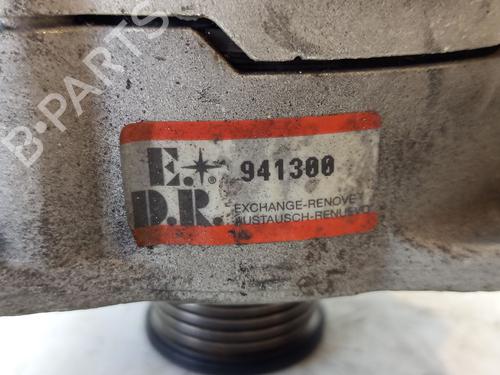 B-PARTS
E. 941300
D.R. EXCHANGE-RENOVE
AUSTAUSCH-RENUEVO